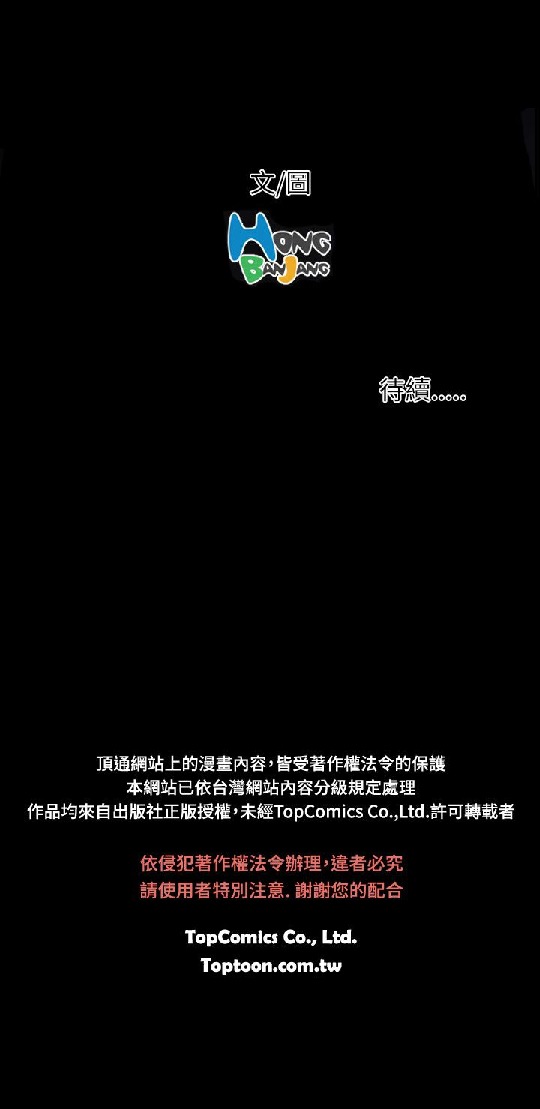 文/圖
HONG
BANJANG
待續.....
頂通網站上的漫畫內容,皆受著作權法令的保護
本網站已依台灣網站內容分級規定處理
作品均來自出版社正版授權,未經TopComics Co.,Ltd.許可轉載者
依侵犯著作權法令辦理,違者必究
請使用者特別注意. 謝謝您的配合
TopComics Co., Ltd.
Toptoon.com.tw